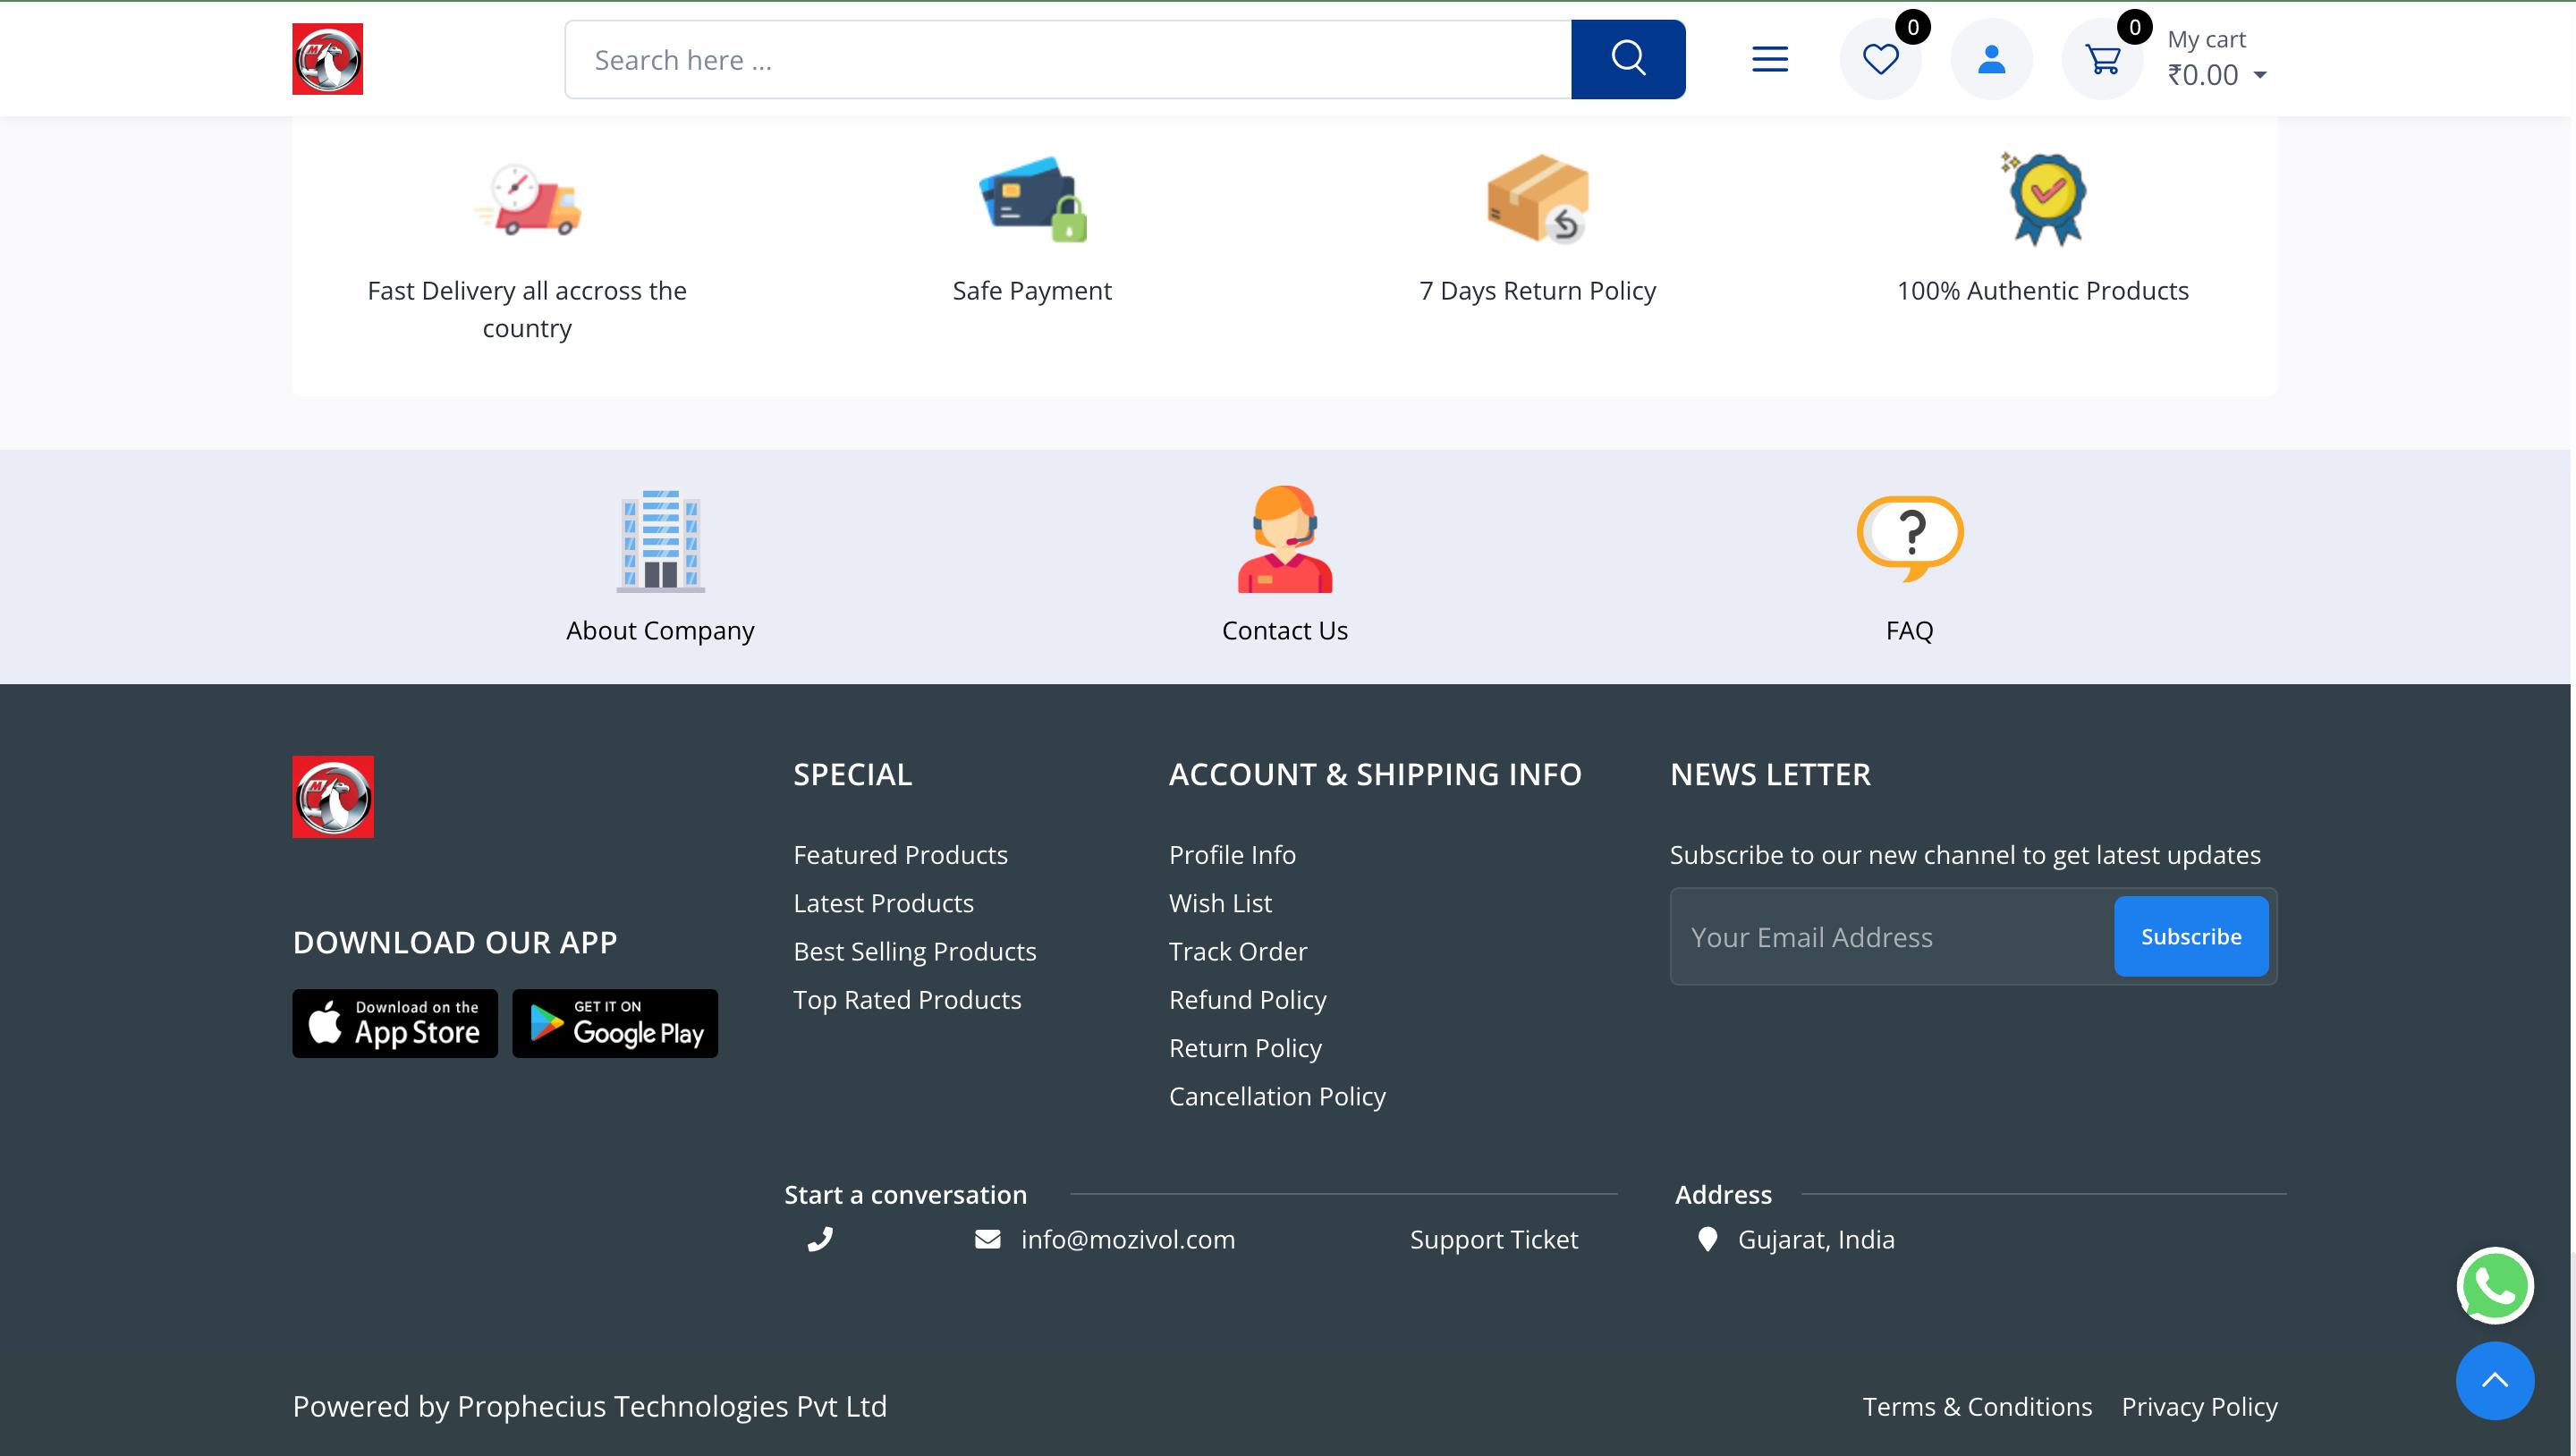 Search here ...
0
0
My cart
₹0.00
Fast Delivery all accross the
country
Safe Payment
7 Days Return Policy
100% Authentic Products
About Company
Contact Us
FAQ
DOWNLOAD OUR APP
Download on the
App Store
GET IT ON
Google Play
SPECIAL
Featured Products
Latest Products
Best Selling Products
Top Rated Products
ACCOUNT & SHIPPING INFO
Profile Info
Wish List
Track Order
Refund Policy
Return Policy
Cancellation Policy
NEWS LETTER
Subscribe to our new channel to get latest updates
Your Email Address
Subscribe
Start a conversation
info@mozivol.com
Support Ticket
Address
Gujarat, India
Powered by Prophecius Technologies Pvt Ltd
Terms & Conditions
Privacy Policy